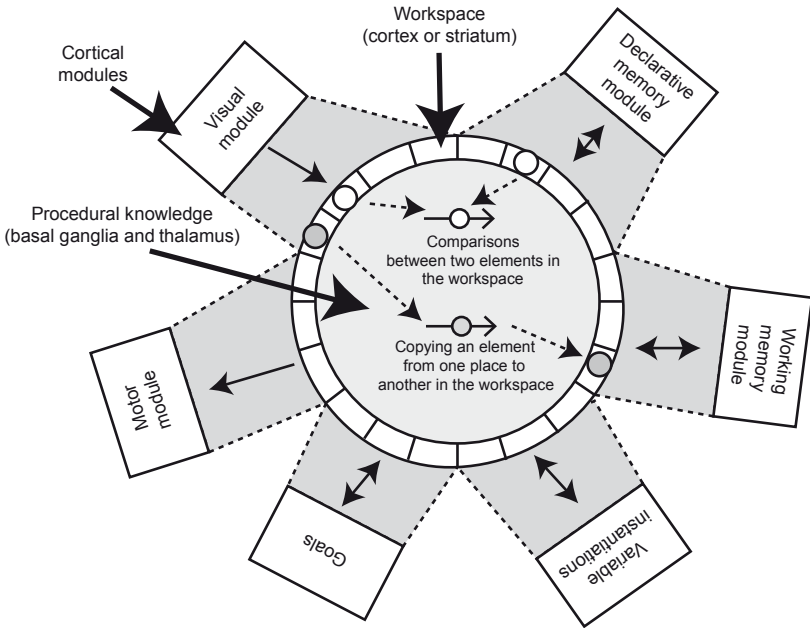 Workspace
(cortex or striatum)
Cortical
modules
Visual
module
Declarative
memory
module
Procedural knowledge
(basal ganglia and thalamus)
Comparisons
between two elements in
the workspace
Copying an element
from one place to
another in the workspace
Working
memory
module
Motor
module
Goals
Variable
instantiations